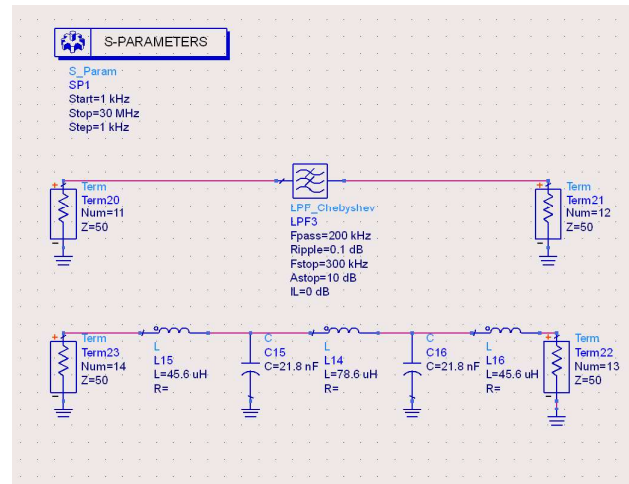 S-PARAMETERS
S_Param
SP1
Start=1 kHz
Stop=30 MHz
Step=1 kHz
+
Term
Term20
Num=11
Z=50
-
LPF_Chebyshev
LPF3
Fpass=200 kHz
Ripple=0.1 dB
Fstop=300 kHz
Astop=10 dB
IL=0 dB
+
Term
Term21
Num=12
Z=50
-
+
Term
Term23
Num=14
Z=50
-
L
L15
L=45.6 uH
R=
C
C15
C=21.8 nF
L
L14
L=78.6 uH
R=
C
C16
C=21.8 nF
L
L16
L=45.6 uH
R=
+
Term
Term22
Num=13
Z=50
-